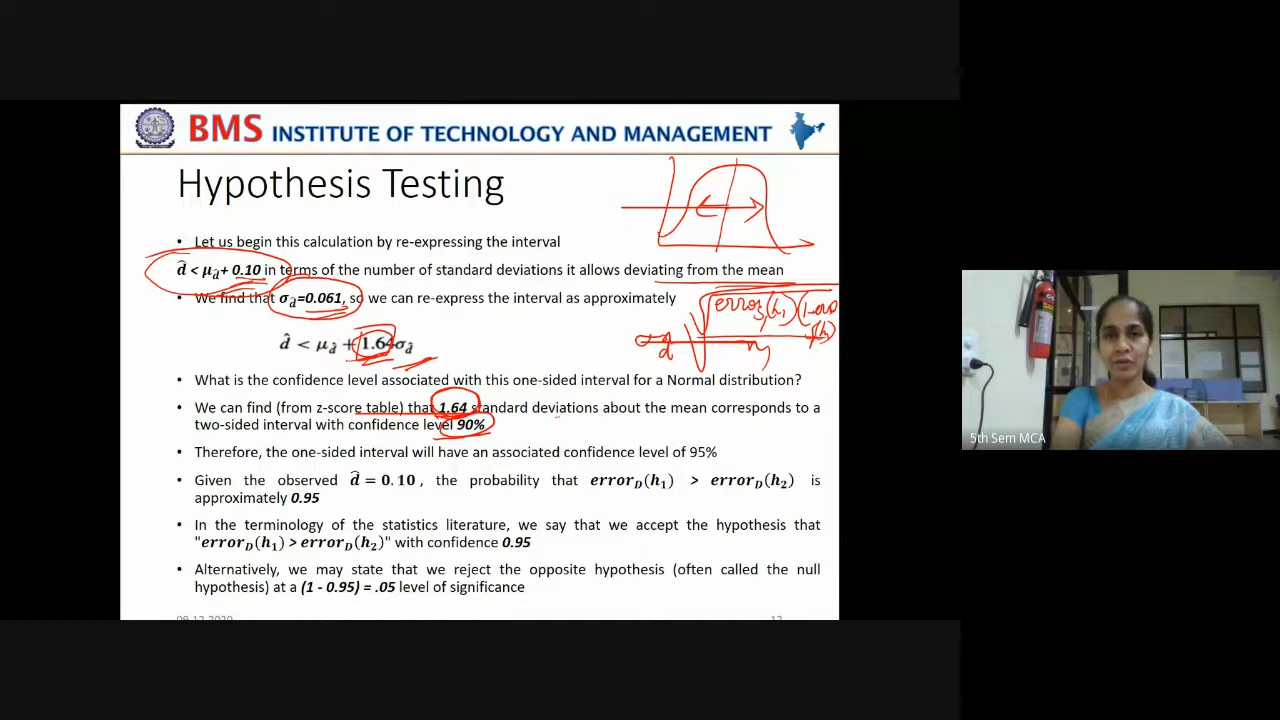 BMS INSTITUTE OF TECHNOLOGY AND MANAGEMENT
Hypothesis Testing
• Let us begin this calculation by re-expressing the interval
d̂ < μ_d̂ + 0.10 in terms of the number of standard deviations it allows deviating from the mean
• We find that σ_d̂=0.061, so we can re-express the interval as approximately
d̂ < μ_d̂ + 1.64σ_d̂
• What is the confidence level associated with this one-sided interval for a Normal distribution?
• We can find (from z-score table) that 1.64 standard deviations about the mean corresponds to a
two-sided interval with confidence level 90%
• Therefore, the one-sided interval will have an associated confidence level of 95%
• Given the observed d̂ = 0.10 , the probability that error_D(h₁) > error_D(h₂) is
approximately 0.95
• In the terminology of the statistics literature, we say that we accept the hypothesis that
"error_D(h₁) > error_D(h₂)" with confidence 0.95
• Alternatively, we may state that we reject the opposite hypothesis (often called the null
hypothesis) at a (1 - 0.95) = .05 level of significance
09-12-2020
12
5th Sem MCA